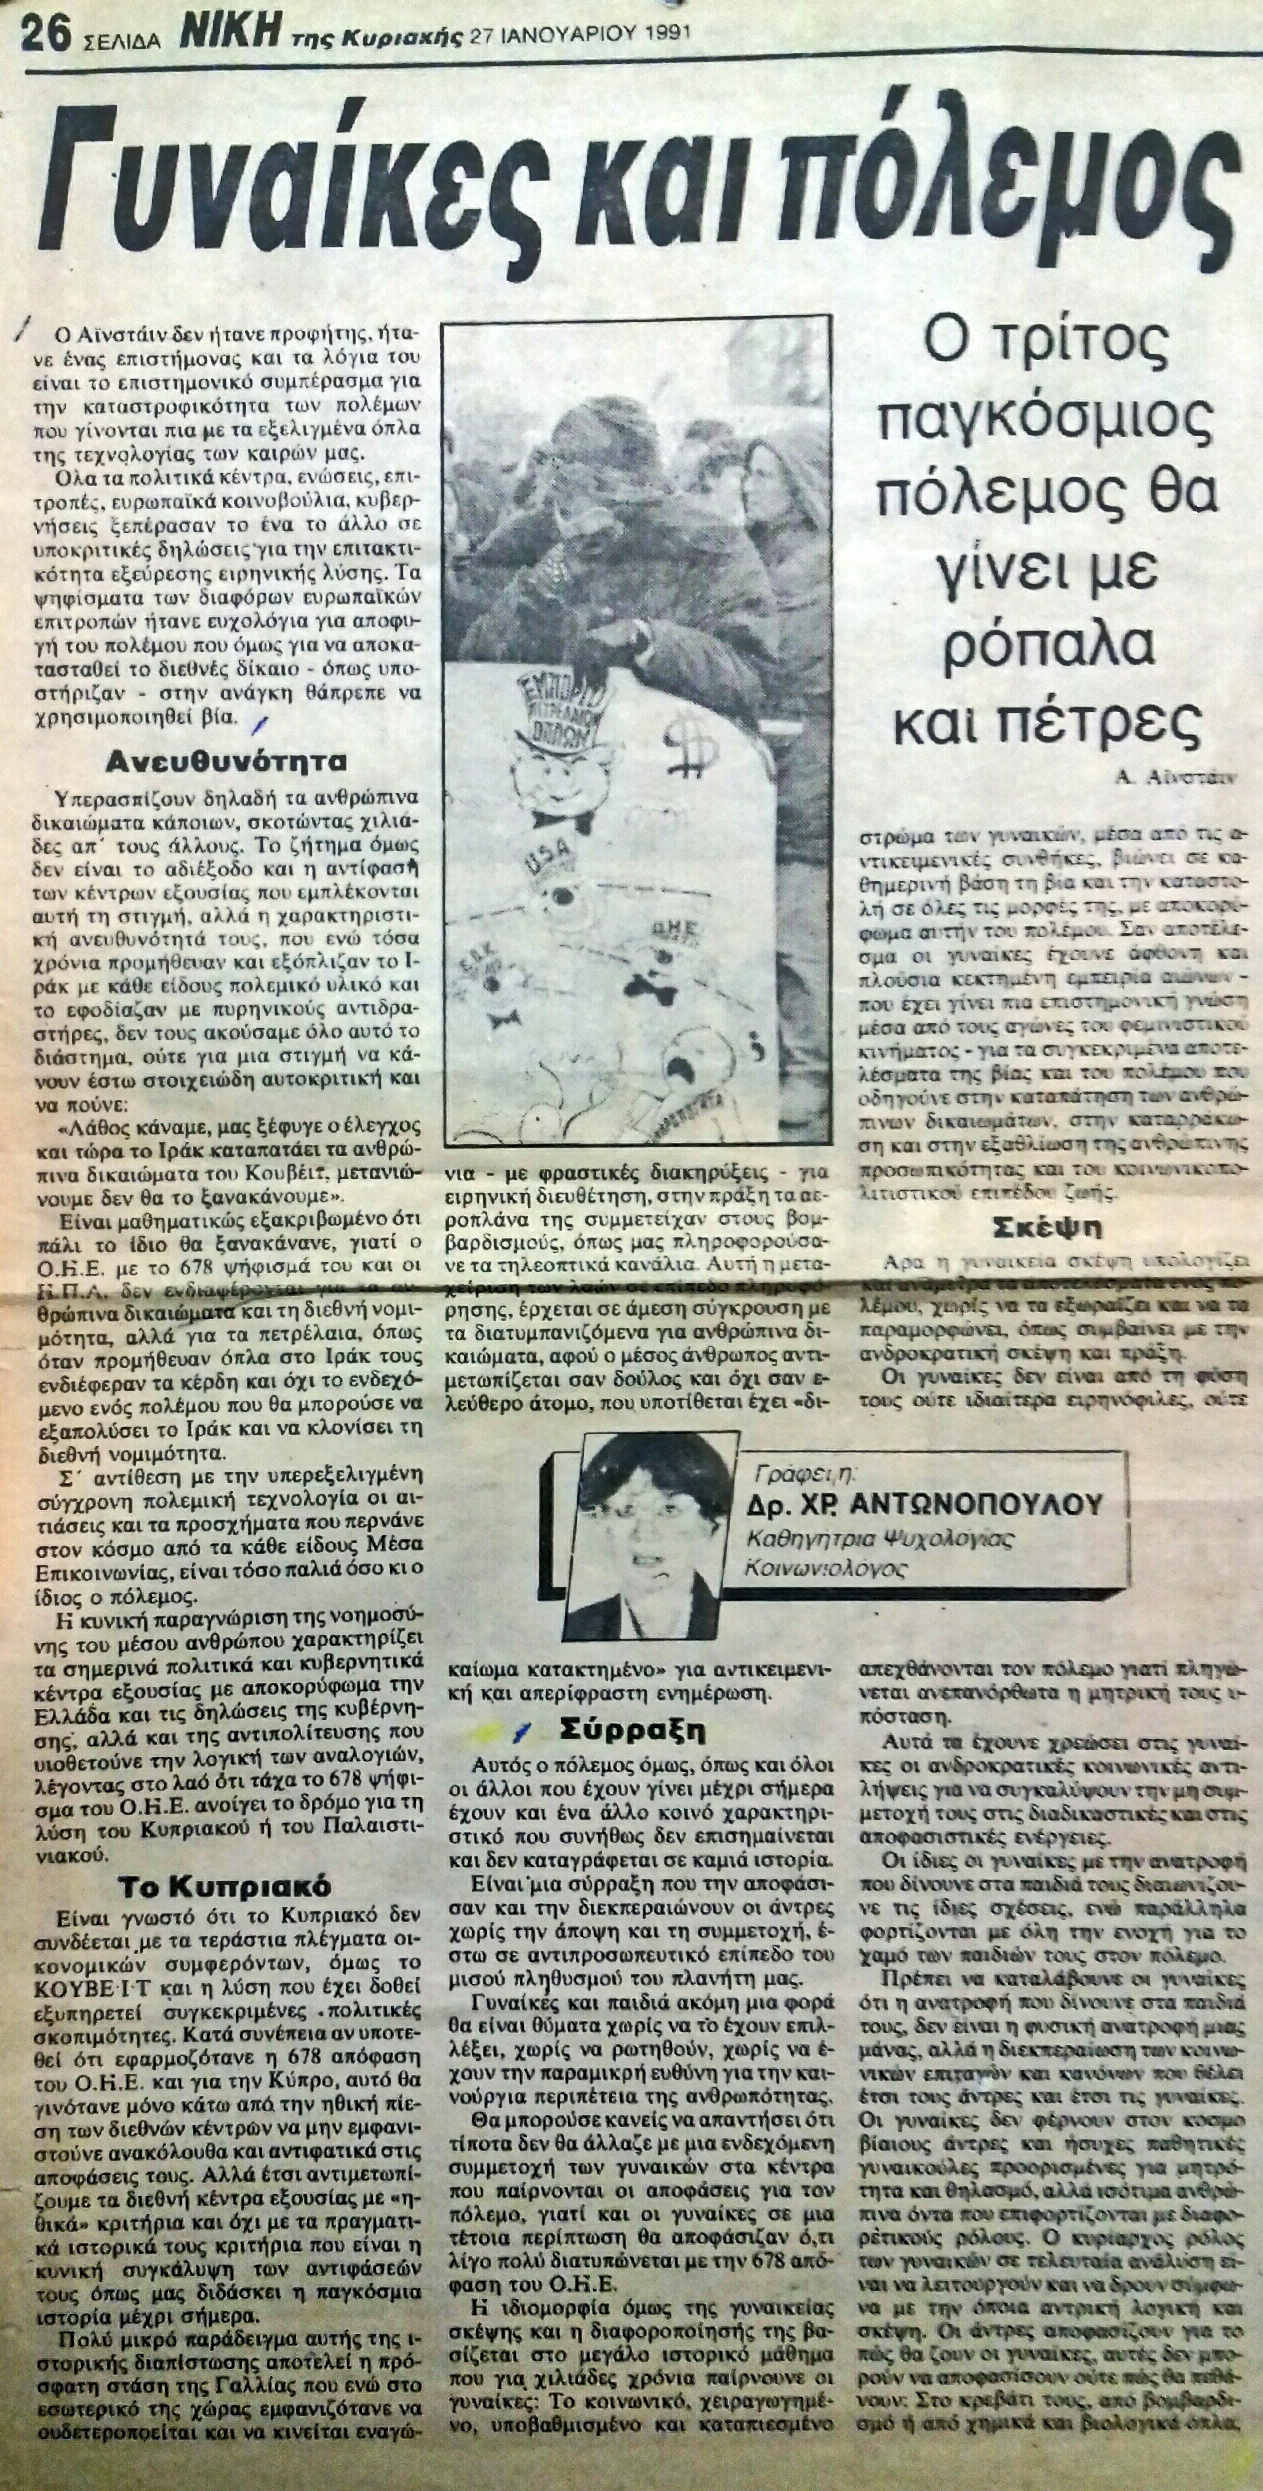 26 ΣΕΛΙΔΑ ΝΙΚΗ της Κυριακής 27 ΙΑΝΟΥΑΡΙΟΥ 1991
Γυναίκες και πόλεμος
Ο Αϊνστάιν δεν ήτανε προφήτης, ήτα-
νε ένας επιστήμονας και τα λόγια του
είναι το επιστημονικό συμπέρασμα για
την καταστροφικότητα των πολέμων
που γίνονται πια με τα εξελιγμένα όπλα
της τεχνολογίας των καιρών μας.
Όλα τα πολιτικά κέντρα, ενώσεις, επι-
τροπές, ευρωπαϊκά κοινοβούλια, κυβερ-
νήσεις ξεπέρασαν το ένα το άλλο σε
υποκριτικές δηλώσεις για την επιτακτι-
κότητα εξεύρεσης ειρηνικής λύσης. Τα
ψηφίσματα των διαφόρων ευρωπαϊκών
επιτροπών ήτανε ευχολόγια για αποφυ-
γή του πολέμου που όμως για να αποκα-
τασταθεί το διεθνές δίκαιο - όπως υπο-
στήριζαν - στην ανάγκη θάπρεπε να
χρησιμοποιηθεί βία.
Ανευθυνότητα
Υπερασπίζουν δηλαδή τα ανθρώπινα
δικαιώματα κάποιων, σκοτώντας χιλιά-
δες απ' τους άλλους. Το ζήτημα όμως
δεν είναι το αδιέξοδο και η αντίφαση
των κέντρων εξουσίας που εμπλέκονται
αυτή τη στιγμή, αλλά η χαρακτηριστι-
κή ανευθυνότητά τους, που ενώ τόσα
χρόνια προμήθευαν και εξόπλιζαν το Ι-
ράκ με κάθε είδους πολεμικό υλικό και
το εφοδίαζαν με πυρηνικούς αντιδρα-
στήρες, δεν τους ακούσαμε όλο αυτό το
διάστημα, ούτε για μια στιγμή να κά-
νουν έστω στοιχειώδη αυτοκριτική και
να πούνε:
«Λάθος κάναμε, μας ξέφυγε ο έλεγχος
και τώρα το Ιράκ καταπατάει τα ανθρώ-
πινα δικαιώματα του Κουβέιτ, μετανιώ-
νουμε δεν θα το ξανακάνουμε».
Είναι μαθηματικώς εξακριβωμένο ότι
πάλι το ίδιο θα ξανακάνανε, γιατί ο
Ο.Η.Ε. με το 678 ψήφισμά του και οι
Η.Π.Α. δεν ενδιαφέρονται για τα αν-
θρώπινα δικαιώματα και τη διεθνή νομι-
μότητα, αλλά για τα πετρέλαια, όπως
όταν προμήθευαν όπλα στο Ιράκ τους
ενδιέφεραν τα κέρδη και όχι το ενδεχό-
μενο ενός πολέμου που θα μπορούσε να
εξαπολύσει το Ιράκ και να κλονίσει τη
διεθνή νομιμότητα.
Σ' αντίθεση με την υπερεξελιγμένη
σύγχρονη πολεμική τεχνολογία οι αι-
τιάσεις και τα προσχήματα που περνάνε
στον κόσμο από τα κάθε είδους Μέσα
Επικοινωνίας, είναι τόσο παλιά όσο κι ο
ίδιος ο πόλεμος.
Η κυνική παραγνώριση της νοημοσύ-
νης του μέσου ανθρώπου χαρακτηρίζει
τα σημερινά πολιτικά και κυβερνητικά
κέντρα εξουσίας με αποκορύφωμα την
Ελλάδα και τις δηλώσεις της κυβέρνη-
σης, αλλά και της αντιπολίτευσης που
υιοθετούνε την λογική των αναλογιών,
λέγοντας στο λαό ότι τάχα το 678 ψήφι-
σμα του Ο.Η.Ε. ανοίγει το δρόμο για τη
λύση του Κυπριακού ή του Παλαιστι-
νιακού.
Το Κυπριακό
Είναι γνωστό ότι το Κυπριακό δεν
συνδέεται με τα τεράστια πλέγματα οι-
κονομικών συμφερόντων, όμως το
ΚΟΥΒΕ·Ι·Τ και η λύση που έχει δοθεί
εξυπηρετεί συγκεκριμένες πολιτικές
σκοπιμότητες. Κατά συνέπεια αν υποτε-
θεί ότι εφαρμοζότανε η 678 απόφαση
του Ο.Η.Ε. και για την Κύπρο, αυτό θα
γινότανε μόνο κάτω από την ηθική πίε-
ση των διεθνών κέντρων να μην εμφανι-
στούνε ανακόλουθα και αντιφατικά στις
αποφάσεις τους. Αλλά έτσι αντιμετωπί-
ζουμε τα διεθνή κέντρα εξουσίας με «η-
θικά» κριτήρια και όχι με τα πραγματι-
κά ιστορικά τους κριτήρια που είναι η
κυνική συγκάλυψη των αντιφάσεών
τους όπως μας διδάσκει η παγκόσμια
ιστορία μέχρι σήμερα.
Πολύ μικρό παράδειγμα αυτής της ι-
στορικής διαπίστωσης αποτελεί η πρό-
σφατη στάση της Γαλλίας που ενώ στο
εσωτερικό της χώρας εμφανιζότανε να
ουδετεροποείται και να κινείται εναγώ-
ΕΜΠΟΡΙΟ
ΠΕΤΡΕΛΑΙΟΥ
ΟΠΛΩΝ
$
U.S.A
Ε.Ο.Κ
ΟΗΕ
;
νια - με φραστικές διακηρύξεις - για
ειρηνική διευθέτηση, στην πράξη τα αε-
ροπλάνα της συμμετείχαν στους βομ-
βαρδισμούς, όπως μας πληροφορούσα-
νε τα τηλεοπτικά κανάλια. Αυτή η μετα-
χείριση των λαών σε επίπεδο πληροφό-
ρησης, έρχεται σε άμεση σύγκρουση με
τα διατυμπανιζόμενα για ανθρώπινα δι-
καιώματα, αφού ο μέσος άνθρωπος αντι-
μετωπίζεται σαν δούλος και όχι σαν ε-
λεύθερο άτομο, που υποτίθεται έχει «δι-
καίωμα κατακτημένο» για αντικειμενι-
κή και απερίφραστη ενημέρωση.
Σύρραξη
Αυτός ο πόλεμος όμως, όπως και όλοι
οι άλλοι που έχουν γίνει μέχρι σήμερα
έχουν και ένα άλλο κοινό χαρακτηρι-
στικό που συνήθως δεν επισημαίνεται
και δεν καταγράφεται σε καμιά ιστορία.
Είναι μια σύρραξη που την αποφάσι-
σαν και την διεκπεραιώνουν οι άντρες
χωρίς την άποψη και τη συμμετοχή, έ-
στω σε αντιπροσωπευτικό επίπεδο του
μισού πληθυσμού του πλανήτη μας.
Γυναίκες και παιδιά ακόμη μια φορά
θα είναι θύματα χωρίς να το έχουν επιλ-
λέξει, χωρίς να ρωτηθούν, χωρίς να έ-
χουν την παραμικρή ευθύνη για την και-
νούργια περιπέτεια της ανθρωπότητας.
Θα μπορούσε κανείς να απαντήσει ότι
τίποτα δεν θα άλλαζε με μια ενδεχόμενη
συμμετοχή των γυναικών στα κέντρα
που παίρνονται οι αποφάσεις για τον
πόλεμο, γιατί και οι γυναίκες σε μια
τέτοια περίπτωση θα αποφάσιζαν ό,τι
λίγο πολύ διατυπώνεται με την 678 από-
φαση του Ο.Η.Ε.
Η ιδιομορφία όμως της γυναικείας
σκέψης και η διαφοροποίησής της βα-
σίζεται στο μεγάλο ιστορικό μάθημα
που για χιλιάδες χρόνια παίρνουνε οι
γυναίκες: Το κοινωνικό, χειραγωγημέ-
νο, υποβαθμισμένο και καταπιεσμένο
Ο τρίτος
παγκόσμιος
πόλεμος θα
γίνει με
ρόπαλα
και πέτρες
Α. Αϊνστάιν
στρώμα των γυναικών, μέσα από τις α-
ντικειμενικές συνθήκες, βιώνει σε κα-
θημερινή βάση τη βία και την καταστο-
λή σε όλες τις μορφές της, με αποκορύ-
φωμα αυτήν του πολέμου. Σαν αποτέλε-
σμα οι γυναίκες έχουνε άφθονη και
πλούσια κεκτημένη εμπειρία αιώνων -
που έχει γίνει πια επιστημονική γνώση
μέσα από τους αγώνες του φεμινιστικού
κινήματος - για τα συγκεκριμένα αποτε-
λέσματα της βίας και του πολέμου που
οδηγούνε στην καταπάτηση των ανθρώ-
πινων δικαιωμάτων, στην καταρράκω-
ση και στην εξαθλίωση της ανθρώπινης
προσωπικότητας και του κοινωνικοπο-
λιτιστικού επιπέδου ζωής.
Σκέψη
Άρα η γυναικεία σκέψη υπολογίζει
και αναμετρά τα αποτελέσματα ενός πο-
λέμου, χωρίς να τα εξωραΐζει και να τα
παραμορφώνει, όπως συμβαίνει με την
ανδροκρατική σκέψη και πράξη.
Οι γυναίκες δεν είναι από τη φύση
τους ούτε ιδιαίτερα ειρηνόφιλες, ούτε
Γράφει η:
Δρ. ΧΡ. ΑΝΤΩΝΟΠΟΥΛΟΥ
Καθηγήτρια Ψυχολογίας
Κοινωνιολόγος
απεχθάνονται τον πόλεμο γιατί πληγώ-
νεται ανεπανόρθωτα η μητρική τους υ-
πόσταση.
Αυτά τα έχουνε χρεώσει στις γυναί-
κες οι ανδροκρατικές κοινωνικές αντι-
λήψεις για να συγκαλύψουν την μη συμ-
μετοχή τους στις διαδικαστικές και στις
αποφασιστικές ενέργειες.
Οι ίδιες οι γυναίκες με την ανατροφή
που δίνουνε στα παιδιά τους διαιωνίζου-
νε τις ίδιες σχέσεις, ενώ παράλληλα
φορτίζονται με όλη την ενοχή για το
χαμό των παιδιών τους στον πόλεμο.
Πρέπει να καταλάβουνε οι γυναίκες
ότι η ανατροφή που δίνουνε στα παιδιά
τους, δεν είναι η φυσική ανατροφή μιας
μάνας, αλλά η διεκπεραίωση των κοινω-
νικών επιταγών και κανόνων που θέλει
έτσι τους άντρες και έτσι τις γυναίκες.
Οι γυναίκες δεν φέρνουν στον κόσμο
βίαιους άντρες και ήσυχες παθητικές
γυναικούλες προορισμένες για μητρό-
τητα και θηλασμό, αλλά ισότιμα ανθρώ-
πινα όντα που επιφορτίζονται με διαφο-
ρετικούς ρόλους. Ο κυρίαρχος ρόλος
των γυναικών σε τελευταία ανάλυση εί-
ναι να λειτουργούν και να δρουν σύμφω-
να με την όποια αντρική λογική και
σκέψη. Οι άντρες αποφασίζουν για το
πώς θα ζουν οι γυναίκες, αυτές δεν μπο-
ρούν να αποφασίσουν ούτε πώς θα πεθά-
νουν: Στο κρεβάτι τους, από βομβαρδι-
σμό ή από χημικά και βιολογικά όπλα.